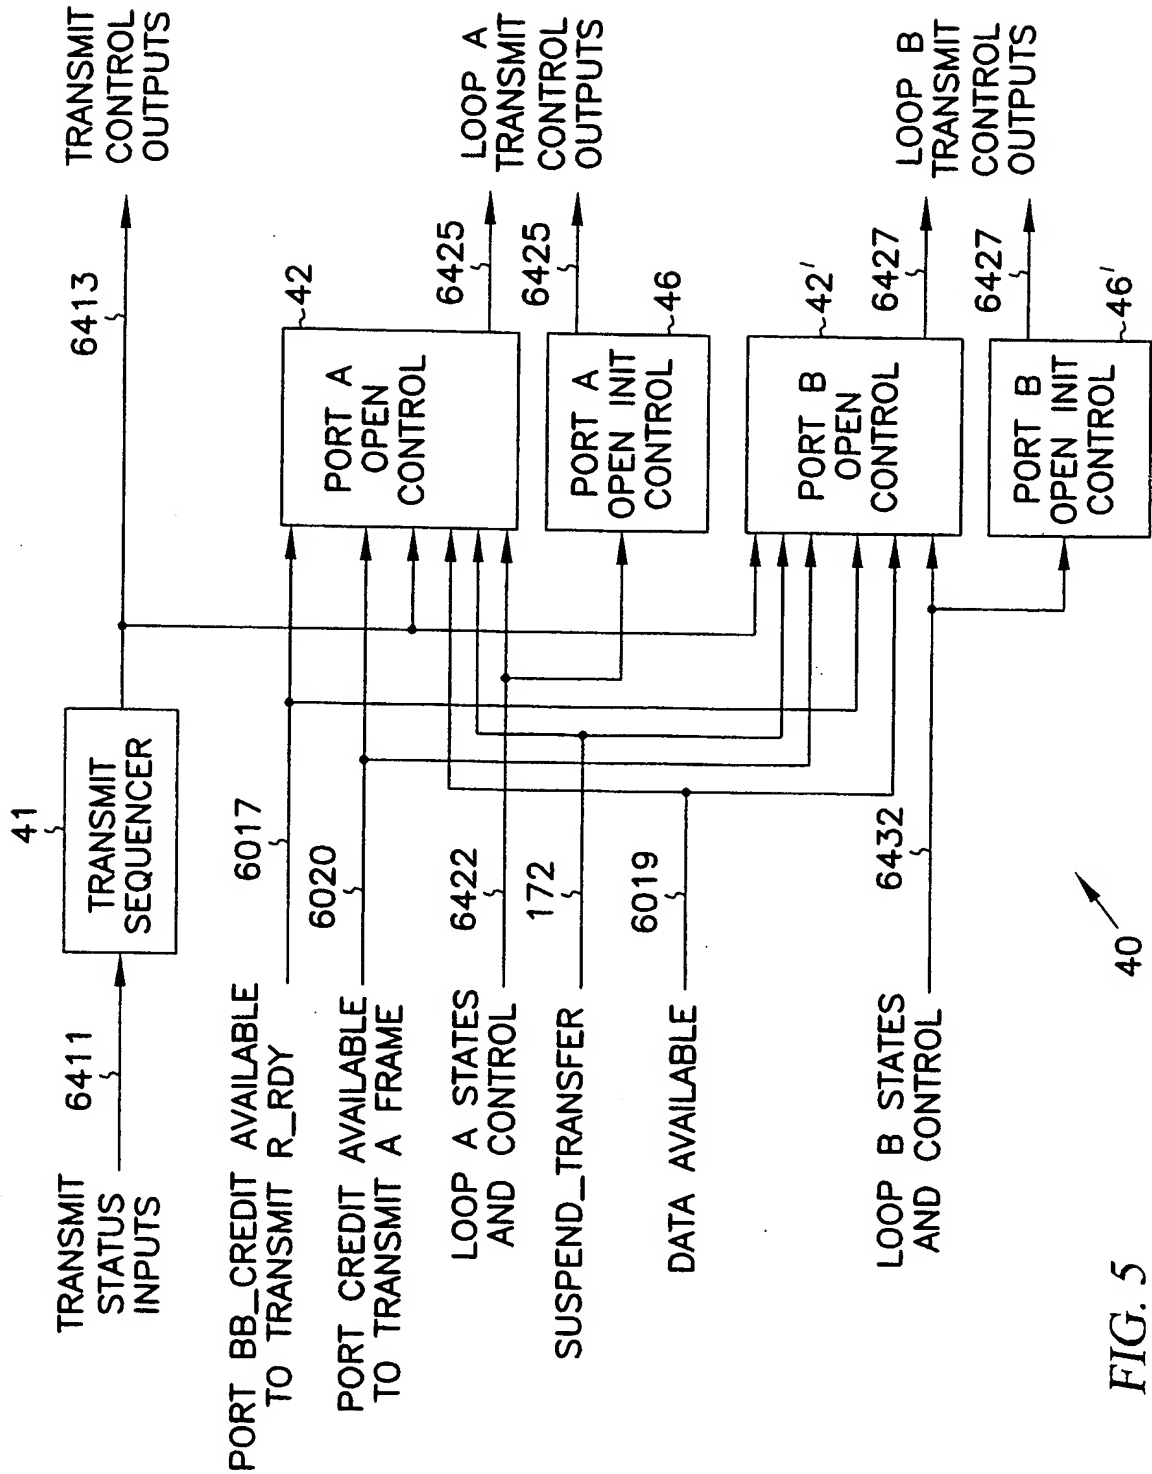 41
TRANSMIT
STATUS
INPUTS
6411
TRANSMIT
SEQUENCER
6413
TRANSMIT
CONTROL
OUTPUTS
PORT BB_CREDIT AVAILABLE
TO TRANSMIT R_RDY
6017
PORT CREDIT AVAILABLE
TO TRANSMIT A FRAME
6020
LOOP A STATES
AND CONTROL
6422
SUSPEND_TRANSFER
172
DATA AVAILABLE
6019
LOOP B STATES
AND CONTROL
6432
PORT A
OPEN
CONTROL
42
6425
LOOP A
TRANSMIT
CONTROL
OUTPUTS
PORT A
OPEN INIT
CONTROL
46
6425
PORT B
OPEN
CONTROL
42'
6427
LOOP B
TRANSMIT
CONTROL
OUTPUTS
PORT B
OPEN INIT
CONTROL
46'
6427
40
FIG. 5